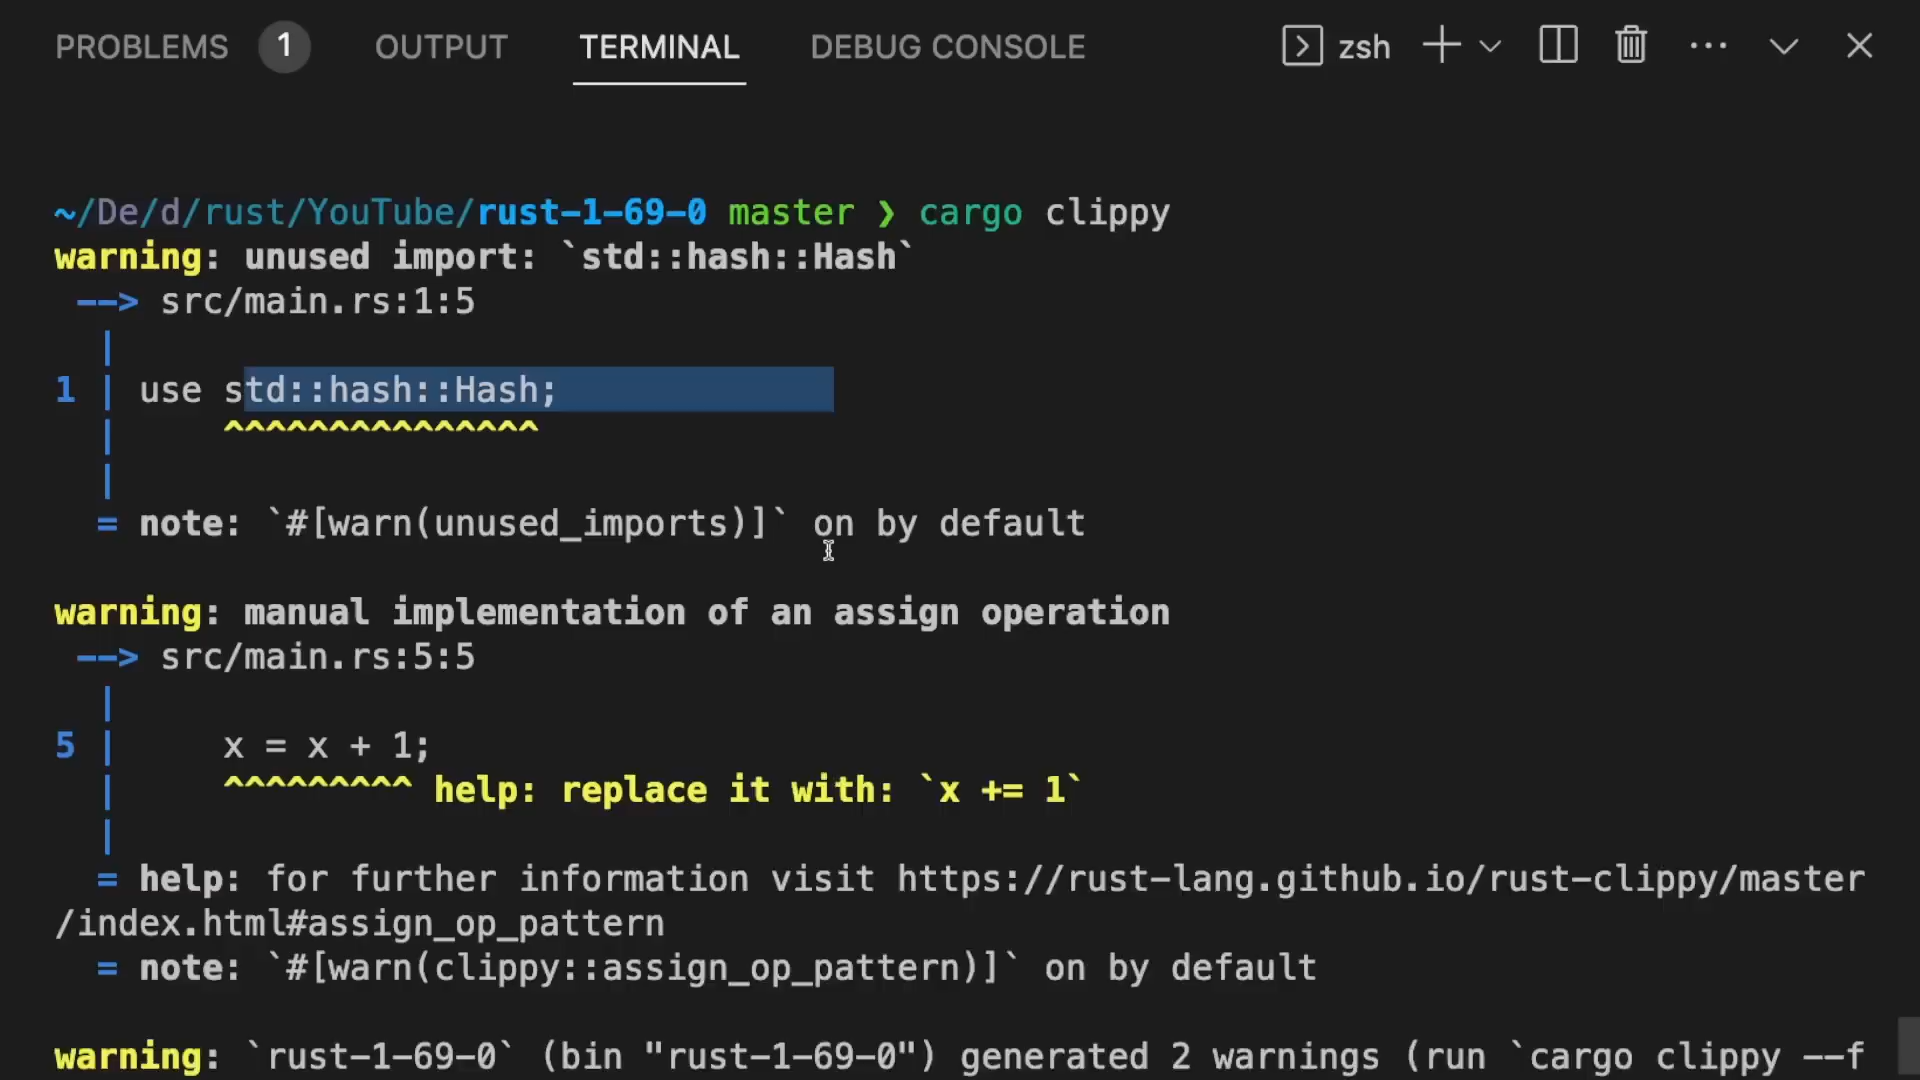 PROBLEMS 1 OUTPUT TERMINAL DEBUG CONSOLE zsh
~/De/d/rust/YouTube/rust-1-69-0 master ❯ cargo clippy
warning: unused import: `std::hash::Hash`
 --> src/main.rs:1:5
  |
1 | use std::hash::Hash;
  |     ^^^^^^^^^^^^^^^
  |
  = note: `#[warn(unused_imports)]` on by default
warning: manual implementation of an assign operation
 --> src/main.rs:5:5
  |
5 |     x = x + 1;
  |     ^^^^^^^^^ help: replace it with: `x += 1`
  |
  = help: for further information visit https://rust-lang.github.io/rust-clippy/master
/index.html#assign_op_pattern
  = note: `#[warn(clippy::assign_op_pattern)]` on by default
warning: `rust-1-69-0` (bin "rust-1-69-0") generated 2 warnings (run `cargo clippy --f